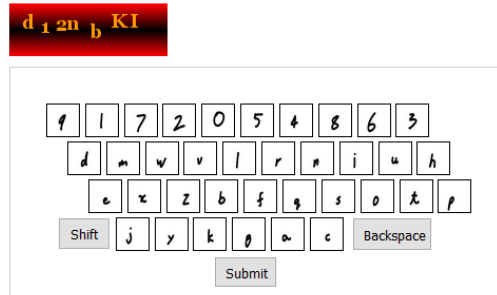 d 1 2n b KI
9 1 7 2 0 5 4 8 6 3
d m w v l r n i u h
e x z b f q s o t p
Shift j y k g a c Backspace
Submit